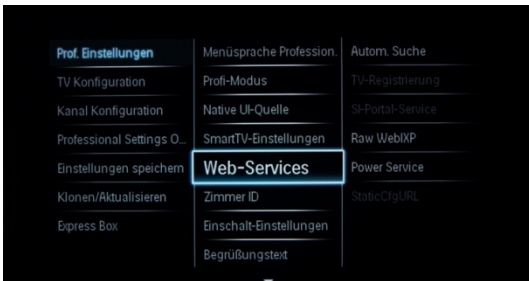 Prof. Einstellungen
TV Konfiguration
Kanal Konfiguration
Professional Settings O...
Einstellungen speichern
Klonen/Aktualisieren
Express Box
Menüsprache Profession.
Profi-Modus
Native UI-Quelle
SmartTV-Einstellungen
Web-Services
Zimmer ID
Einschalt-Einstellungen
Begrüßungstext
Autom. Suche
TV-Registrierung
SI-Portal-Service
Raw WebIXP
Power Service
StaticCfgURL